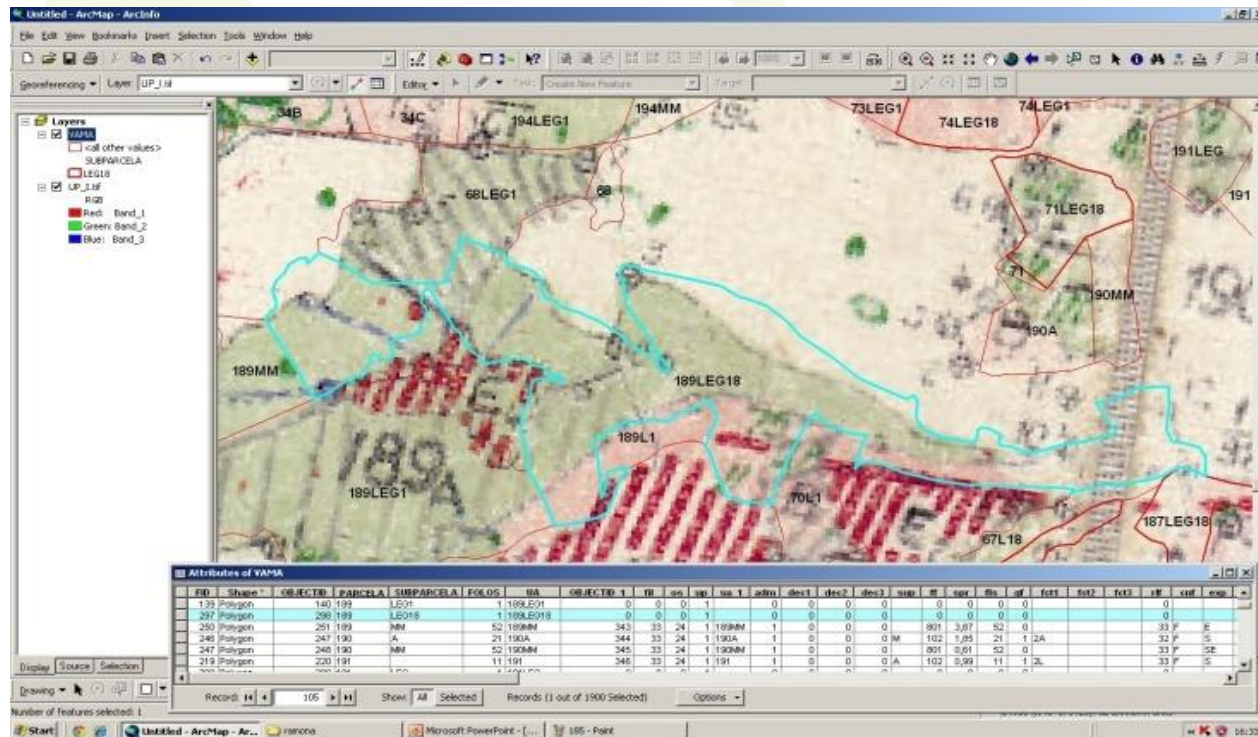 Untitled - ArcMap - ArcInfo
File Edit View Bookmarks Insert Selection Tools Window Help
Georeferencing Layer: UP_I.tif Editor Task: Create New Feature Target:
Layers
VAMA
<all other values>
SUBPARCELA
LEG18
UP_I.tif
RGB
Red: Band_1
Green: Band_2
Blue: Band_3
34B 34C 194LEG1 194MM 73LEG1 74LEG18 74LEG1
191LEG
68LEG1 68 71LEG18 191
71 190MM
190A
189MM 189LEG18
189L1
189A
189LEG1 70L1
187LEG18
67L18
Attributes of VAMA
FID Shape * OBJECTID PARCELA SUBPARCELA FOLOS UA OBJECTID_1 fil os up ua_1 adm des1 des2 des3 sup ff spr fls gf fct1 fct2 fct3 rlf cnf exp
139 Polygon 140 189 LEG1 1 189LEG1 0 0 0 1 0 0 0 0 0 0 0 0 0
297 Polygon 298 189 LEG18 1 189LEG18 0 0 0 1 0 0 0 0 0 0 0 0 0
250 Polygon 251 189 MM 52 189MM 343 33 24 1 189MM 1 0 0 0 801 3,87 52 0 33 F E
246 Polygon 247 190 A 21 190A 344 33 24 1 190A 1 0 0 0 M 102 1,85 21 1 2A 32 F S
247 Polygon 248 190 MM 52 190MM 345 33 24 1 190MM 1 0 0 0 801 0,61 52 0 33 F SE
219 Polygon 220 191 11 191 346 33 24 1 191 1 0 0 0 A 102 0,99 11 1 2L 33 F S
Display Source Selection
Record: 105 Show: All Selected Records (1 out of 1900 Selected) Options
Drawing
Number of features selected: 1
Start Untitled - ArcMap - Ar... ramona Microsoft PowerPoint - [... 185 - Paint